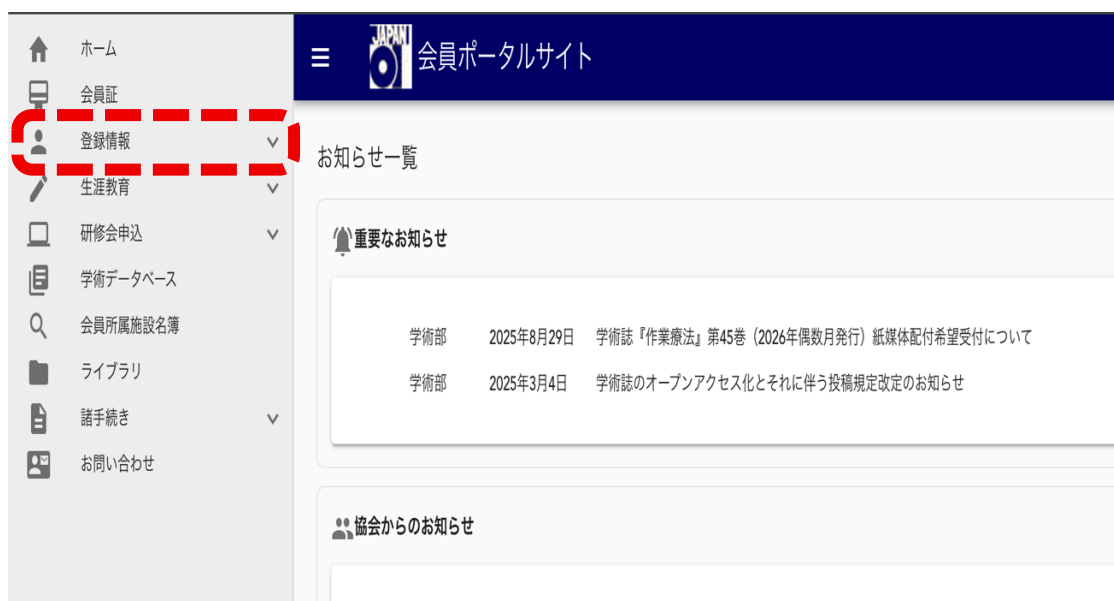 ホーム
会員証
登録情報
生涯教育
研修会申込
学術データベース
会員所属施設名簿
ライブラリ
諸手続き
お問い合わせ
JAPAN
会員ポータルサイト
お知らせ一覧
重要なお知らせ
学術部 2025年8月29日 学術誌『作業療法』第45巻（2026年偶数月発行）紙媒体配付希望受付について
学術部 2025年3月4日 学術誌のオープンアクセス化とそれに伴う投稿規定改定のお知らせ
協会からのお知らせ